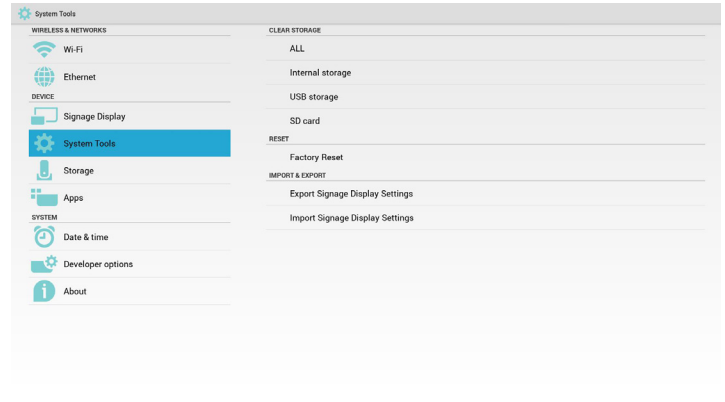 System Tools
WIRELESS & NETWORKS
Wi-Fi
Ethernet
DEVICE
Signage Display
System Tools
Storage
Apps
SYSTEM
Date & time
Developer options
About
CLEAR STORAGE
ALL
Internal storage
USB storage
SD card
RESET
Factory Reset
IMPORT & EXPORT
Export Signage Display Settings
Import Signage Display Settings